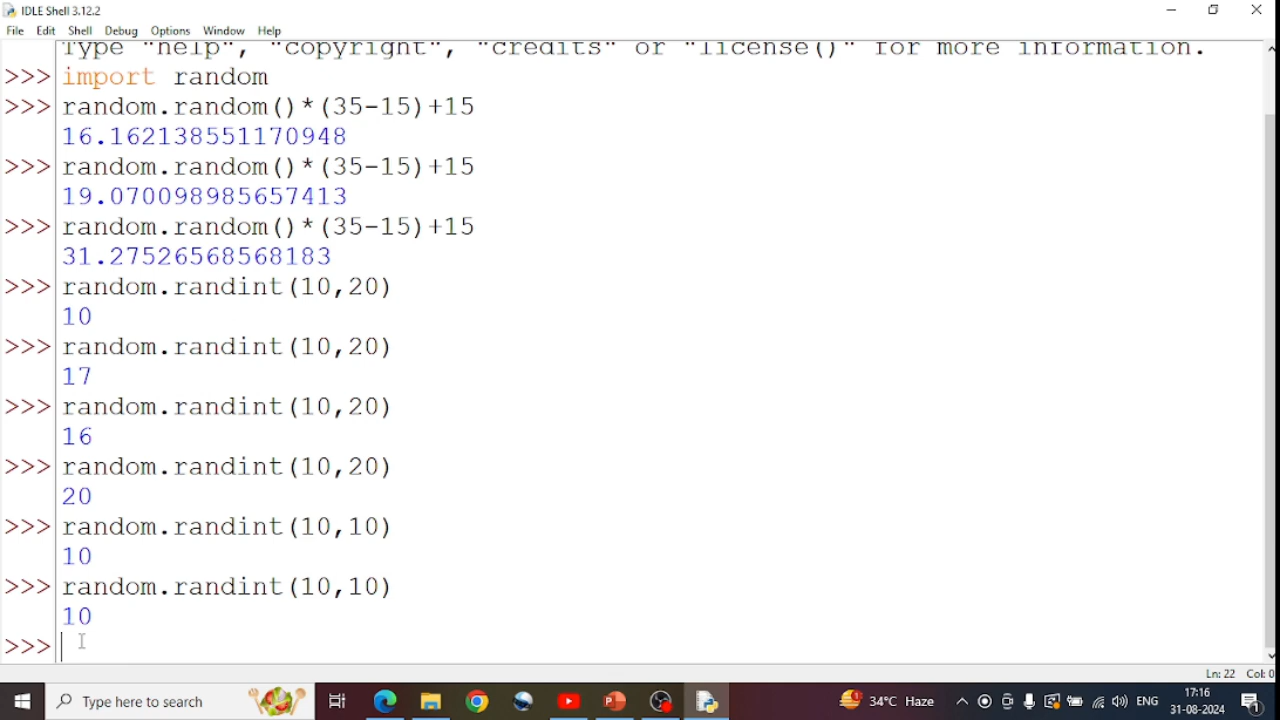 IDLE Shell 3.12.2
File Edit Shell Debug Options Window Help
Type "help", "copyright", "credits" or "license()" for more information.
>>> import random
>>> random.random()*(35-15)+15
16.162138551170948
>>> random.random()*(35-15)+15
19.070098985657413
>>> random.random()*(35-15)+15
31.27526568568183
>>> random.randint(10,20)
10
>>> random.randint(10,20)
17
>>> random.randint(10,20)
16
>>> random.randint(10,20)
20
>>> random.randint(10,10)
10
>>> random.randint(10,10)
10
>>>
Ln: 22 Col: 0
Type here to search
1
34°C Haze
ENG
17:16
31-08-2024
1